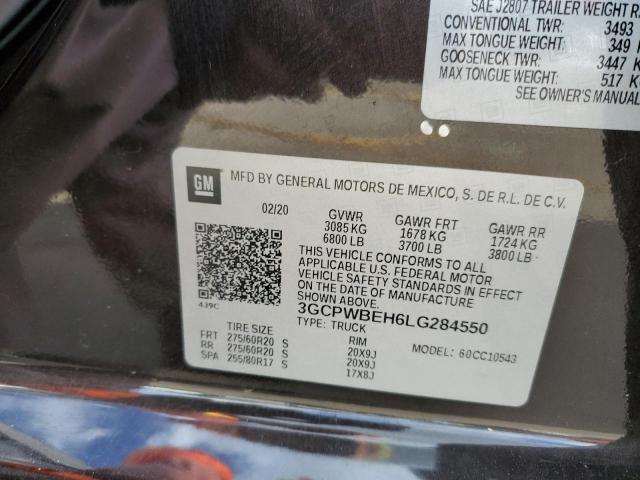 SAE J2807 TRAILER WEIGHT R
CONVENTIONAL TWR: 3493
MAX TONGUE WEIGHT: 349
GOOSENECK TWR: 3447 K
MAX TONGUE WEIGHT: 517 K
SEE OWNER'S MANUAL
GM MFD BY GENERAL MOTORS DE MEXICO, S. DE R.L. DE C.V.
02/20 GVWR GAWR FRT GAWR RR
3085 KG 1678 KG 1724 KG
6800 LB 3700 LB 3800 LB
THIS VEHICLE CONFORMS TO ALL
APPLICABLE U.S. FEDERAL MOTOR
VEHICLE SAFETY STANDARDS IN EFFECT
ON THE DATE OF MANUFACTURE
SHOWN ABOVE.
4J9C
3GCPWBEH6LG284550
TYPE: TRUCK
TIRE SIZE RIM MODEL: 60CC10543
FRT 275/60R20 S 20X9J
RR 275/60R20 S 20X9J
SPA 255/80R17 S 17X8J